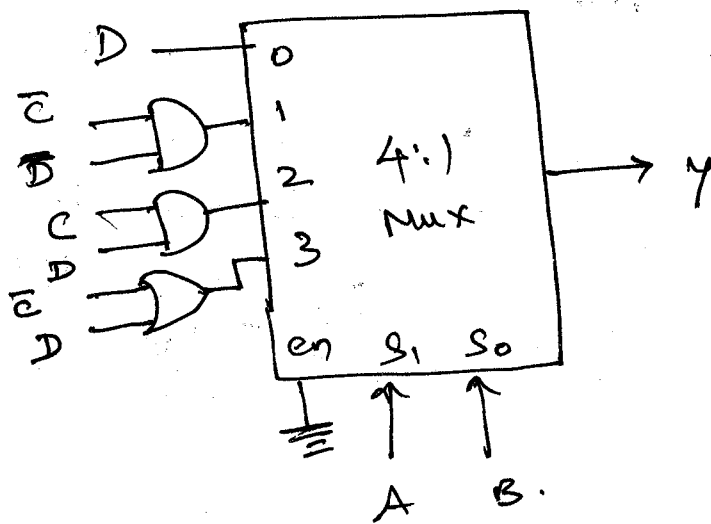 D 0
C̅ 1
D̅
C 2
D
C̅ 3
D
4:1
Mux
Y
en S₁ S₀
A B.